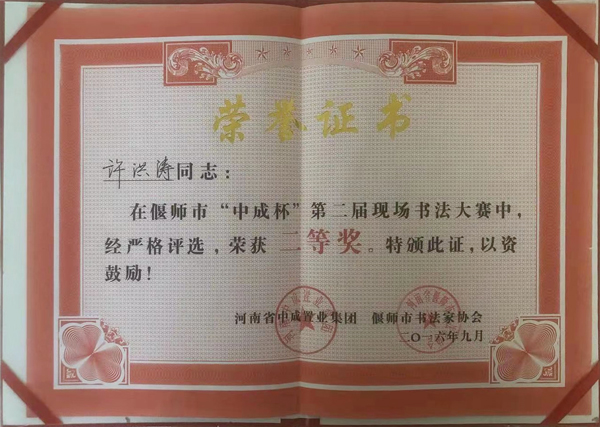 荣誉证书
许洪涛同志：
在偃师市“中成杯”第二届现场书法大赛中，
经严格评选，荣获 二等奖。特颁此证，以资
鼓励！
河南省中成置业集团 偃师市书法家协会
二〇一六年九月